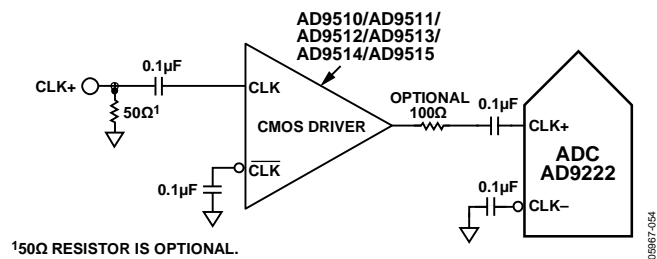 AD9510/AD9511/
AD9512/AD9513/
AD9514/AD9515
CLK+
0.1µF
50Ω¹
CLK
CMOS DRIVER
CLK
0.1µF
OPTIONAL
100Ω
0.1µF
CLK+
ADC
AD9222
0.1µF
CLK–
¹50Ω RESISTOR IS OPTIONAL.
05967-054